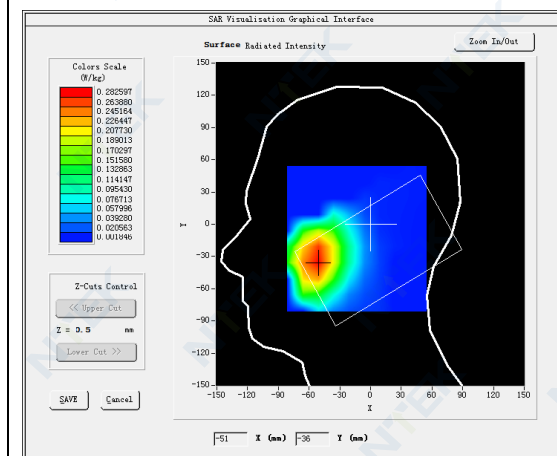 SAR Visualisation Graphical Interface
Surface Radiated Intensity
Zoom In/Out
Colors Scale
(W/kg)
0.282597
0.263880
0.245164
0.226447
0.207730
0.189013
0.170297
0.151580
0.132863
0.114147
0.095430
0.076713
0.057996
0.039280
0.020563
0.001846
150
120
90
60
30
0
-30
-60
-90
-120
-150
Y
-150 -120 -90 -60 -30 0 30 60 90 120 150
X
Z-Cuts Control
<< Upper Cut
Z = 3.5 mm
Lower Cut >>
SAVE Cancel
-51 X (mm) -36 Y (mm)
NTEK